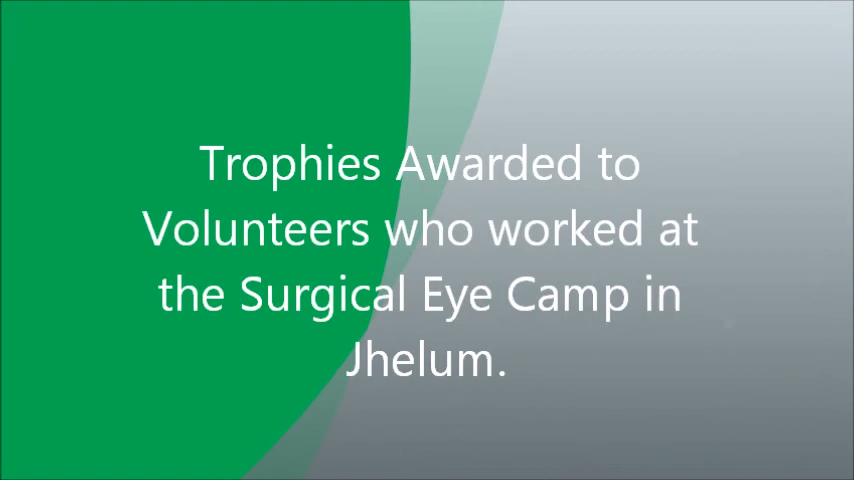 Trophies Awarded to
Volunteers who worked at
the Surgical Eye Camp in
Jhelum.